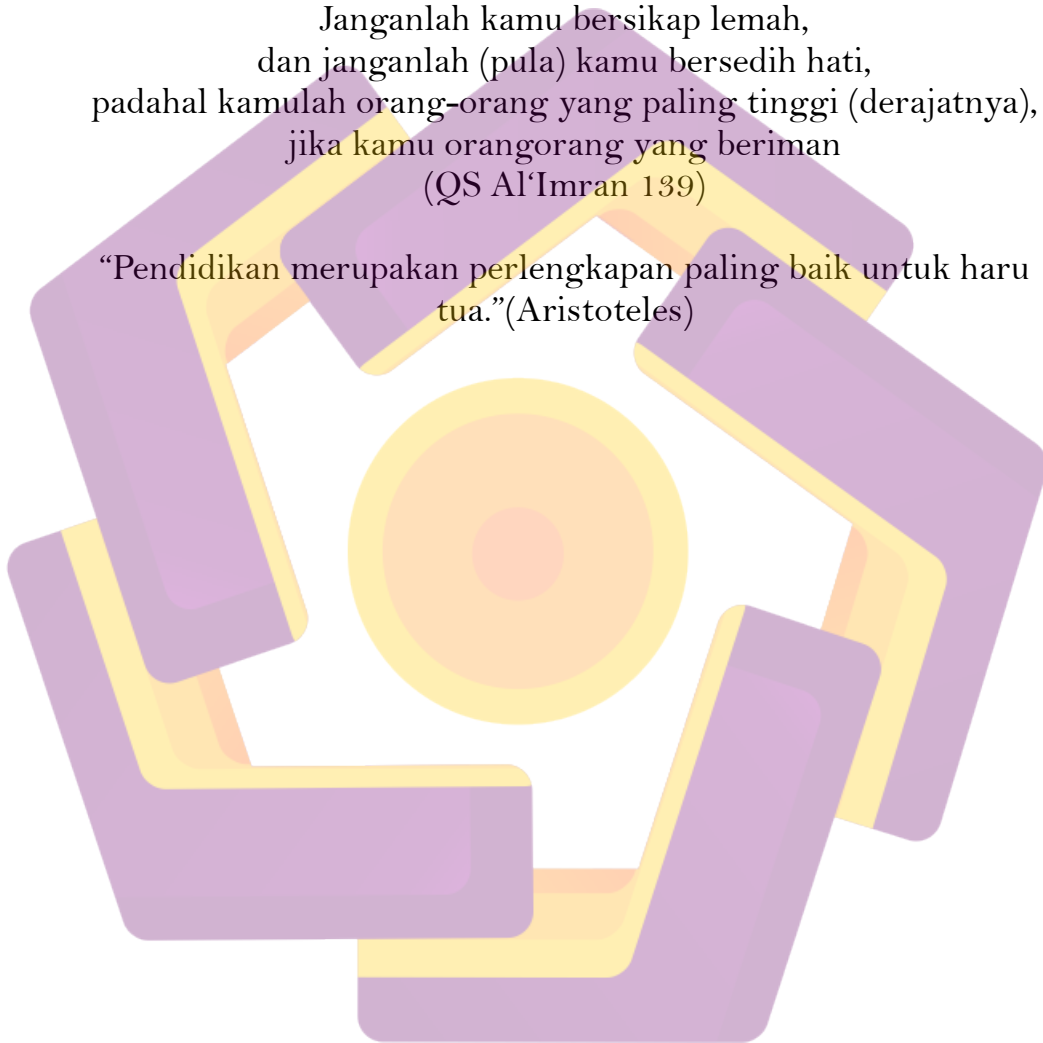 Janganlah kamu bersikap lemah,
dan janganlah (pula) kamu bersedih hati,
padahal kamulah orang-orang yang paling tinggi (derajatnya),
jika kamu orangorang yang beriman
(QS Al‘Imran 139)
“Pendidikan merupakan perlengkapan paling baik untuk haru
tua.”(Aristoteles)